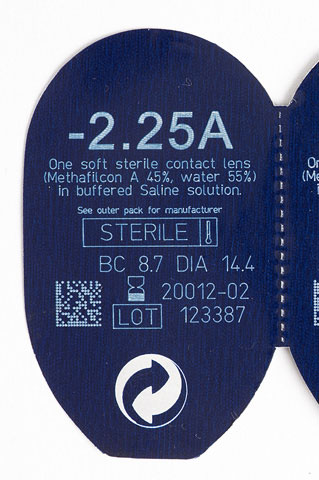 -2.25A
One soft sterile contact lens
(Methafilcon A 45%, water 55%)
in buffered Saline solution.
See outer pack for manufacturer
STERILE
BC 8.7 DIA 14.4
20012-02
LOT 123387